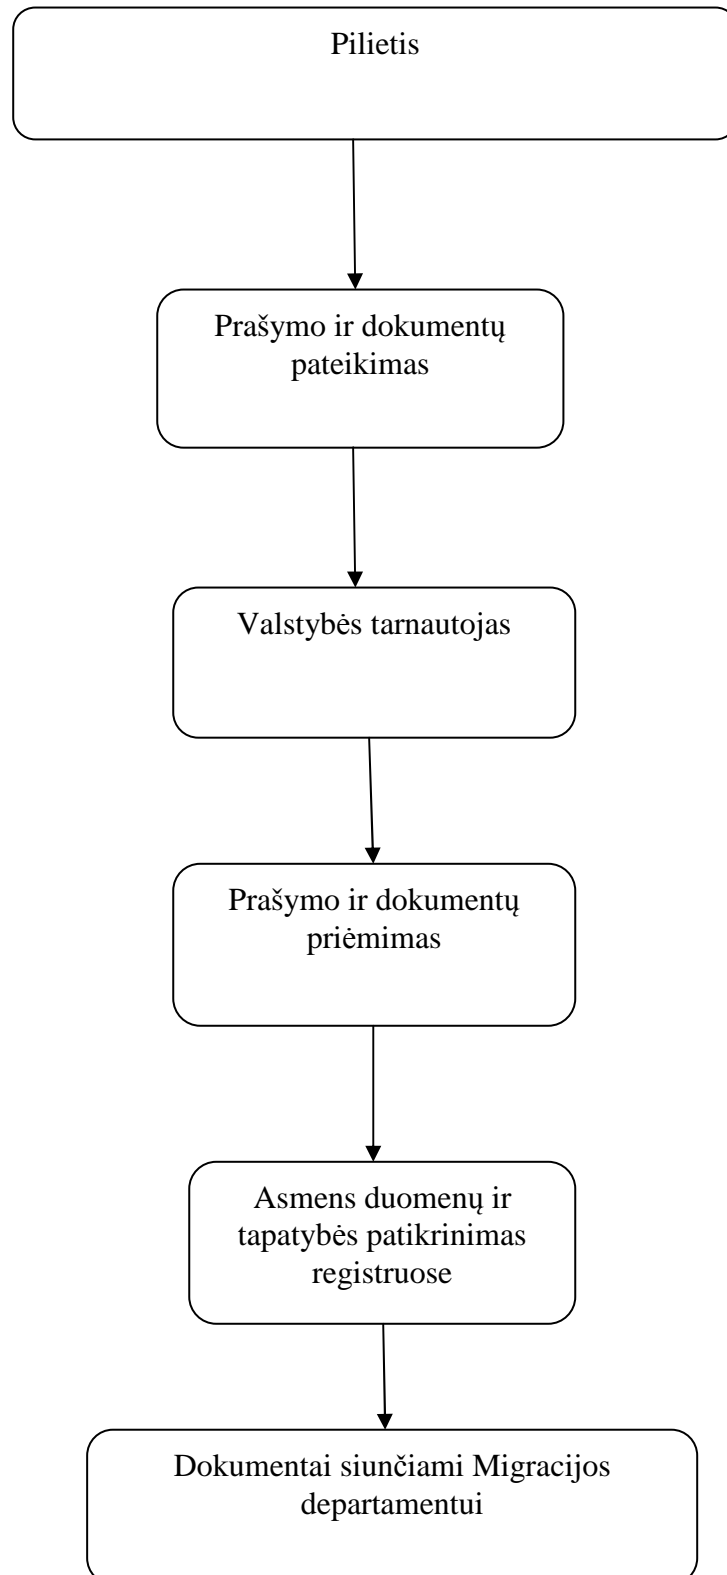 Pilietis
Prašymo ir dokumentų
pateikimas
Valstybės tarnautojas
Prašymo ir dokumentų
priėmimas
Asmens duomenų ir
tapatybės patikrinimas
registruose
Dokumentai siunčiami Migracijos
departamentui